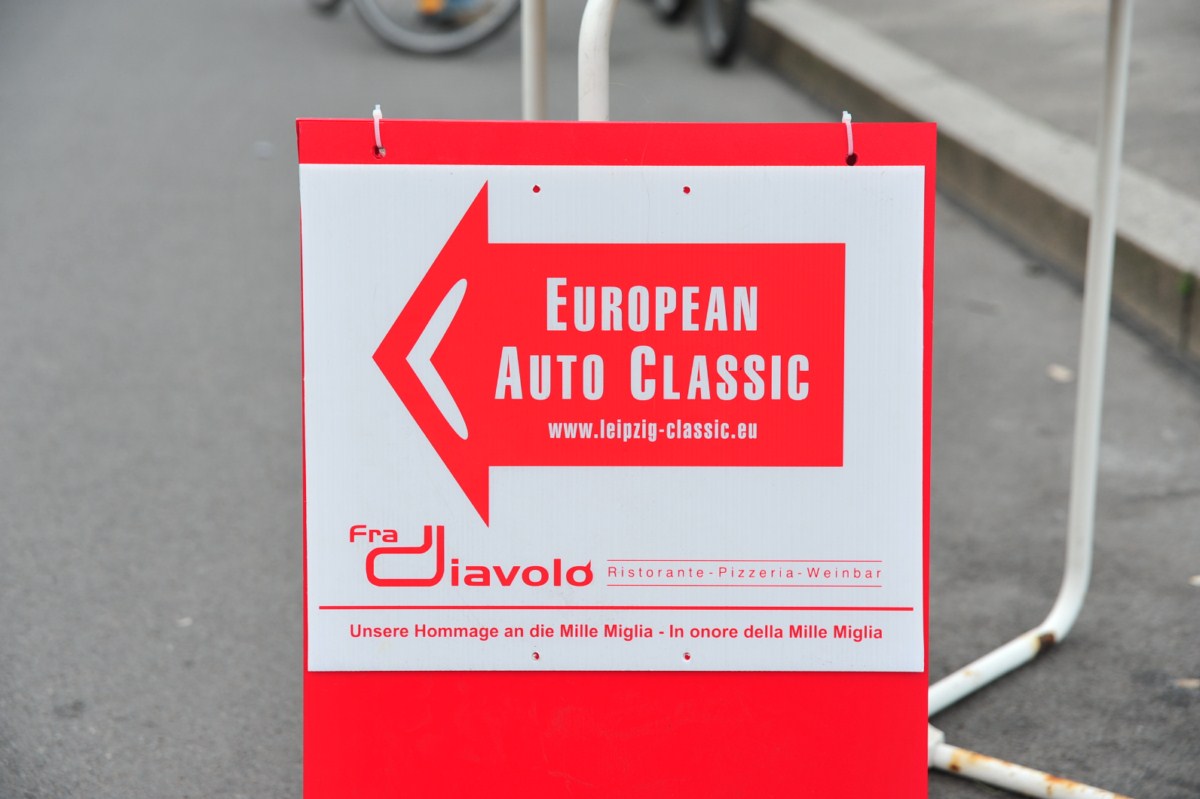 European
Auto Classic
www.leipzig-classic.eu
Fra
diavolo
Ristorante - Pizzeria - Weinbar
Unsere Hommage an die Mille Miglia - In onore della Mille Miglia